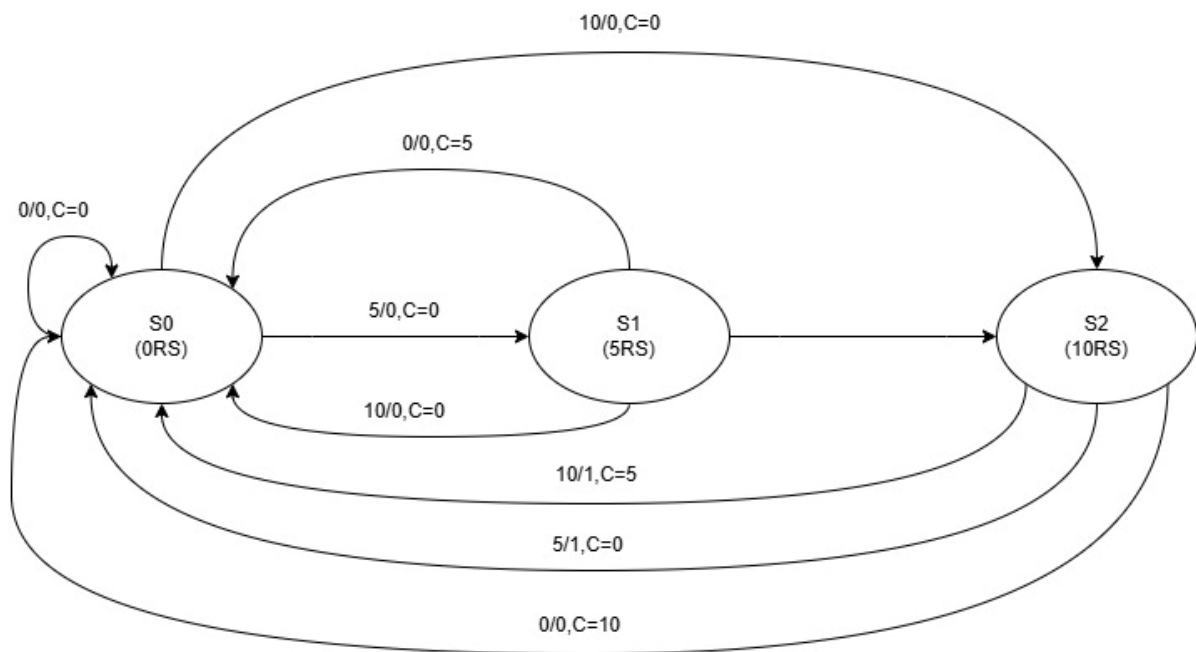 10/0,C=0
0/0,C=5
0/0,C=0
S0
(0RS)
5/0,C=0
S1
(5RS)
S2
(10RS)
10/0,C=0
10/1,C=5
5/1,C=0
0/0,C=10